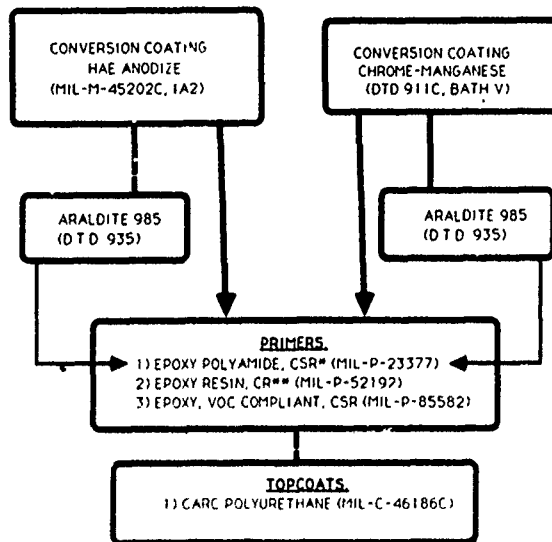 CONVERSION COATING
HAE ANODIZE
(MIL-M-45202C, IA2)
CONVERSION COATING
CHROME-MANGANESE
(DTD 911C, BATH V)
ARALDITE 985
(DTD 935)
ARALDITE 985
(DTD 935)
PRIMERS
1) EPOXY POLYAMIDE, CSR* (MIL-P-23377)
2) EPOXY RESIN, CR** (MIL-P-52192)
3) EPOXY, VOC COMPLIANT, CSR (MIL-P-85582)
TOPCOATS
1) CARC POLYURETHANE (MIL-C-46186C)